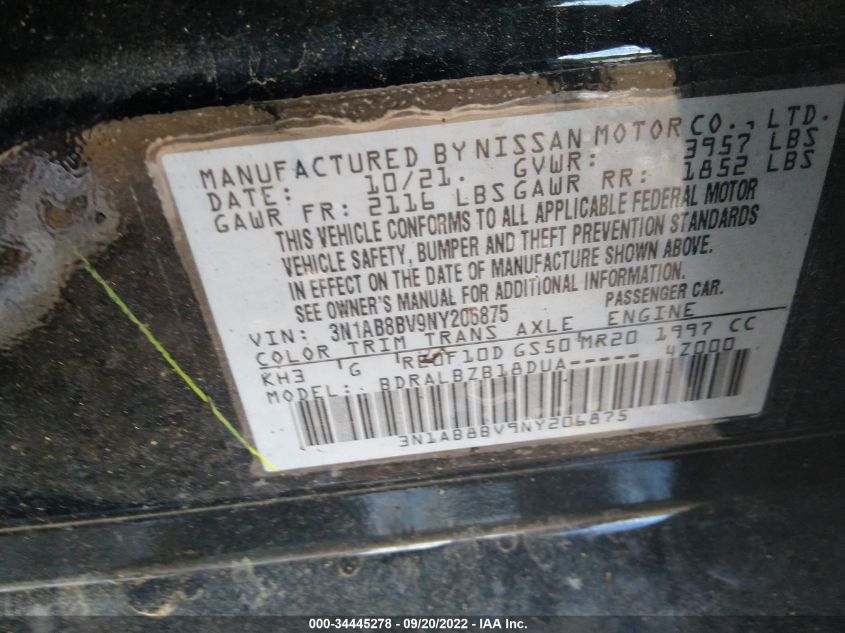 MANUFACTURED BY NISSAN MOTOR CO., LTD.
DATE: 10/21. GVWR: 3957 LBS
GAWR FR: 2116 LBS GAWR RR: 1852 LBS
THIS VEHICLE CONFORMS TO ALL APPLICABLE FEDERAL MOTOR
VEHICLE SAFETY, BUMPER AND THEFT PREVENTION STANDARDS
IN EFFECT ON THE DATE OF MANUFACTURE SHOWN ABOVE.
SEE OWNER'S MANUAL FOR ADDITIONAL INFORMATION.
VIN: 3N1AB8BV9NY206875 PASSENGER CAR.
COLOR TRIM TRANS AXLE ENGINE
KH3 G RE0F10D GS50 MR20 1997 CC
MODEL: BDRALBZB18DUA----- 4Z000
3N1AB8BV9NY206875
000-34445278 - 09/20/2022 - IAA Inc.